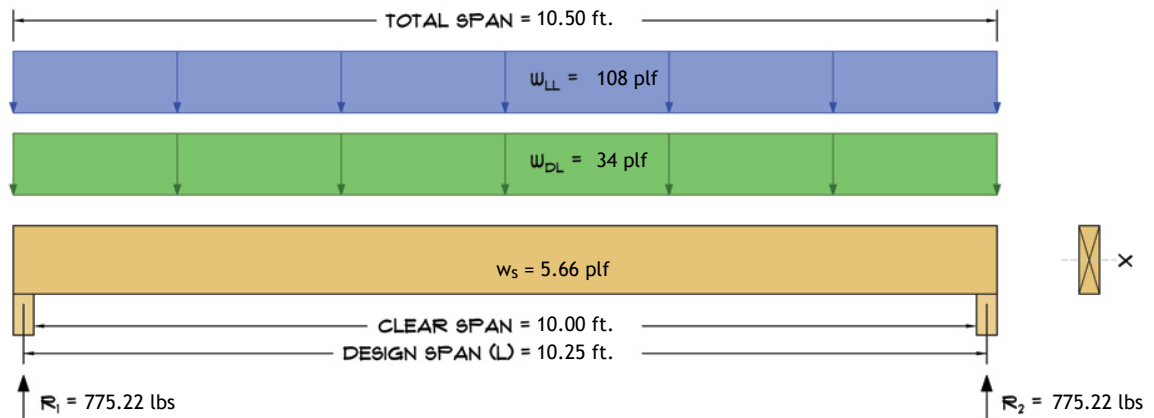 TOTAL SPAN = 10.50 ft.
WLL = 108 plf
WDL = 34 plf
ws = 5.66 plf
X
CLEAR SPAN = 10.00 ft.
DESIGN SPAN (L) = 10.25 ft.
R1 = 775.22 lbs
R2 = 775.22 lbs